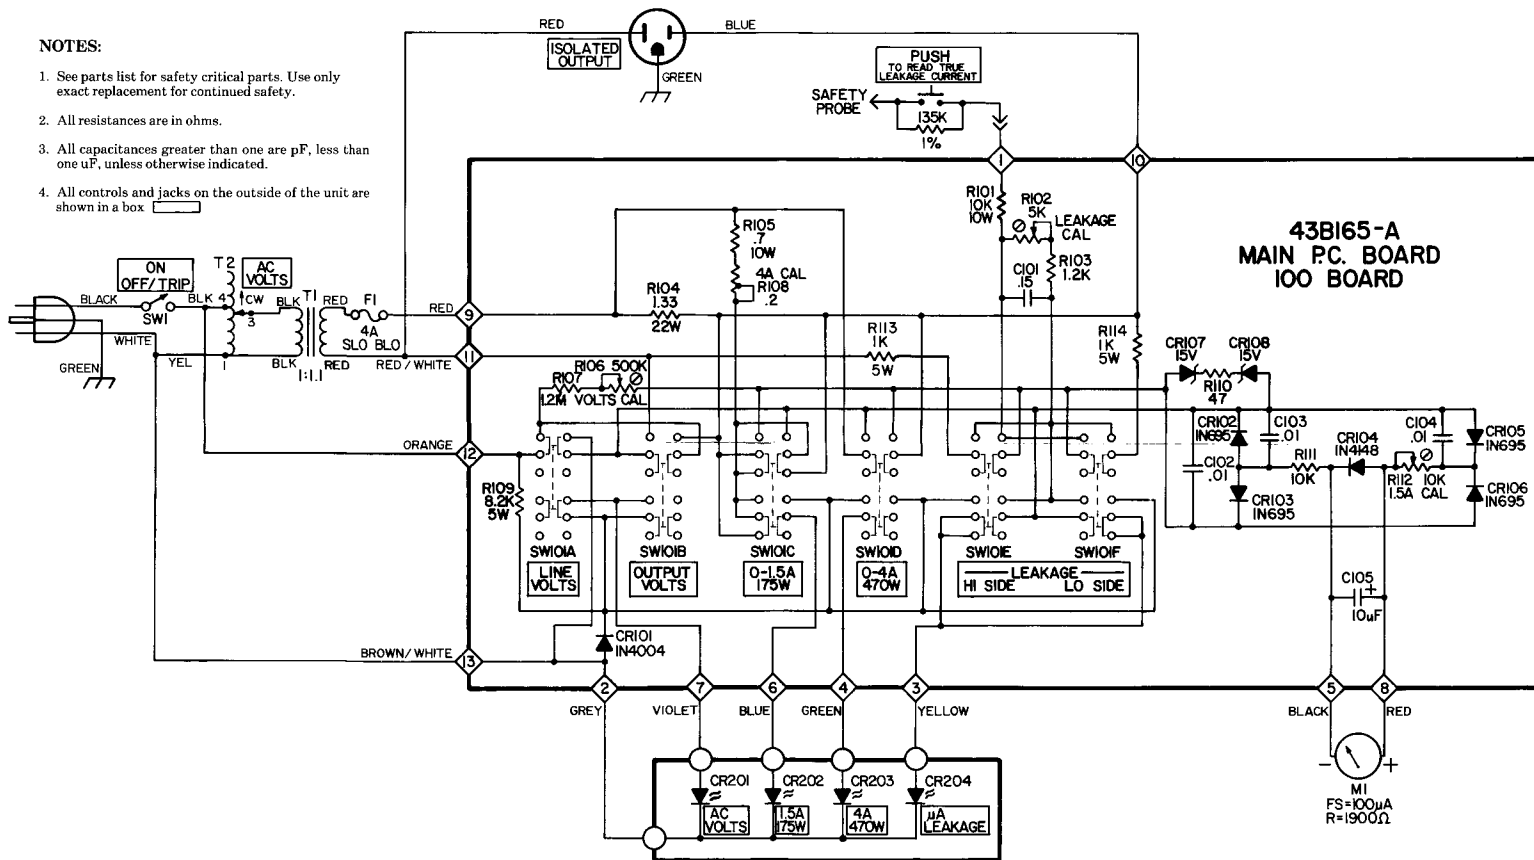 NOTES:
1. See parts list for safety critical parts. Use only
exact replacement for continued safety.
2. All resistances are in ohms.
3. All capacitances greater than one are pF, less than
one uF, unless otherwise indicated.
4. All controls and jacks on the outside of the unit are
shown in a box
RED
BLUE
ISOLATED
OUTPUT
GREEN
PUSH
TO READ TRUE
LEAKAGE CURRENT
SAFETY
PROBE
135K
1%
1
10
43B165-A
MAIN P.C. BOARD
100 BOARD
R101
10K
10W
R102
5K
LEAKAGE
CAL
C101
.15
R103
1.2K
R105
.7
10W
4A CAL
R108
.2
R104
1.33
22W
R113
1K
5W
R114
1K
5W
ON
OFF/TRIP
T2
AC
VOLTS
BLACK
SW1
BLK 4
CW
3
BLK
T1
RED
F1
4A
SLO BLO
RED
9
WHITE
GREEN
YEL
1
BLK
1:1.1
RED
RED/WHITE
11
R107
1.2M
R106 500K
VOLTS CAL
CR107
15V
CR108
15V
R110
47
ORANGE
12
R109
8.2K
5W
CR102
IN695
C103
.01
C102
.01
CR103
IN695
R111
10K
CR104
IN4148
C104
.01
R112
10K
1.5A CAL
CR105
IN695
CR106
IN695
SW101A
SW101B
SW101C
SW101D
SW101E
SW101F
LINE
VOLTS
OUTPUT
VOLTS
0-1.5A
175W
0-4A
470W
LEAKAGE
HI SIDE
LO SIDE
C105
+
10uF
CR101
IN4004
BROWN/WHITE
13
2
7
6
4
3
5
8
GREY
VIOLET
BLUE
GREEN
YELLOW
BLACK
RED
- +
M1
FS=100µA
R=1900Ω
CR201
CR202
CR203
CR204
AC
VOLTS
1.5A
175W
4A
470W
µA
LEAKAGE